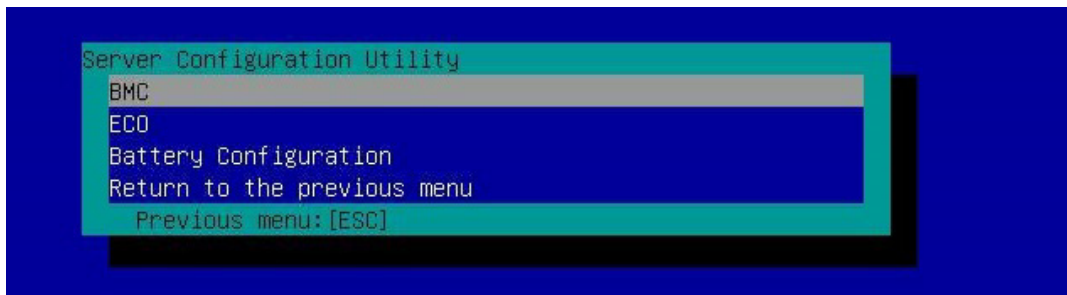 Server Configuration Utility
BMC
ECO
Battery Configuration
Return to the previous menu
Previous menu:[ESC]